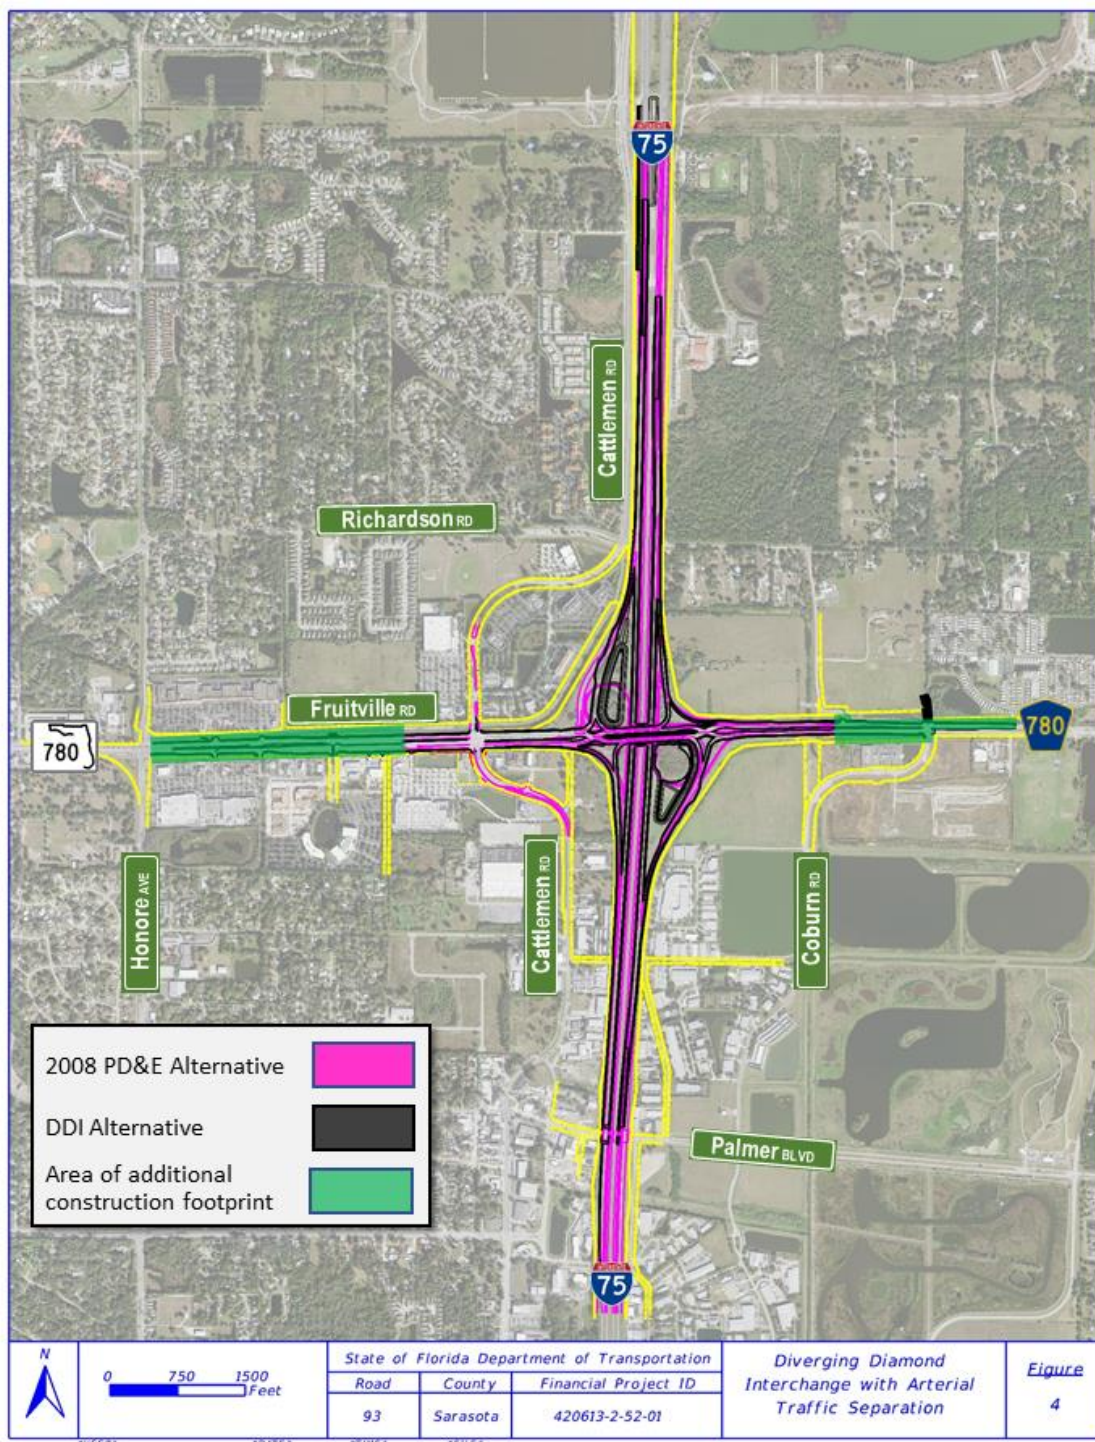 75
Cattlemen RD
Richardson RD
Fruitville RD
780
780
Honore AVE
Cattlemen RD
Coburn RD
2008 PD&E Alternative
DDI Alternative
Area of additional
construction footprint
Palmer BLVD
75
N
0 750 1500
Feet
State of Florida Department of Transportation
Road County Financial Project ID
93 Sarasota 420613-2-52-01
Diverging Diamond
Interchange with Arterial
Traffic Separation
Figure
4